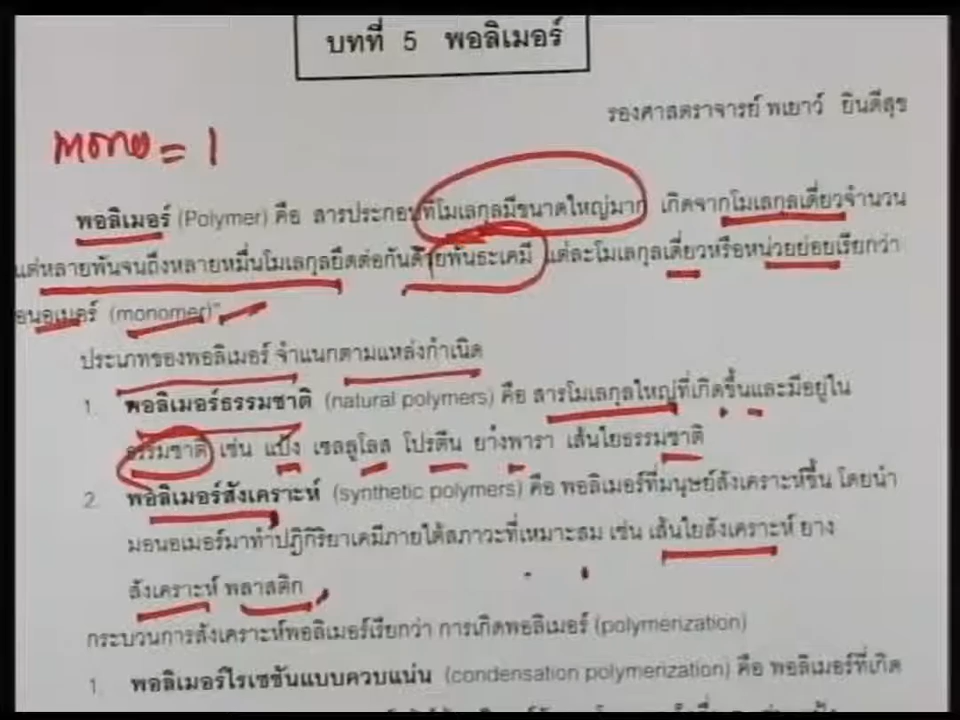 บทที่ 5 พอลิเมอร์
รองศาสตราจารย์ พเยาว์ ยินดีสุข
mono = 1
พอลิเมอร์ (Polymer) คือ สารประกอบที่โมเลกุลมีขนาดใหญ่มาก เกิดจากโมเลกุลเดี่ยวจำนวน
แต่หลายพันจนถึงหลายหมื่นโมเลกุลยึดต่อกันด้วยพันธะเคมี แต่ละโมเลกุลเดี่ยวหรือหน่วยย่อยเรียกว่า
อนอเมอร์ (monomer)"
ประเภทของพอลิเมอร์ จำแนกตามแหล่งกำเนิด
1. พอลิเมอร์ธรรมชาติ (natural polymers) คือ สารโมเลกุลใหญ่ที่เกิดขึ้นและมีอยู่ใน
ธรรมชาติ เช่น แป้ง เซลลูโลส โปรตีน ยางพารา เส้นใยธรรมชาติ
2. พอลิเมอร์สังเคราะห์ (synthetic polymers) คือ พอลิเมอร์ที่มนุษย์สังเคราะห์ขึ้น โดยนำ
มอนอเมอร์มาทำปฏิกิริยาเคมีภายใต้สภาวะที่เหมาะสม เช่น เส้นใยสังเคราะห์ ยาง
สังเคราะห์ พลาสติก
กระบวนการสังเคราะห์พอลิเมอร์เรียกว่า การเกิดพอลิเมอร์ (polymerization)
1. พอลิเมอร์ไรเซชันแบบควบแน่น (condensation polymerization) คือ พอลิเมอร์ที่เกิด